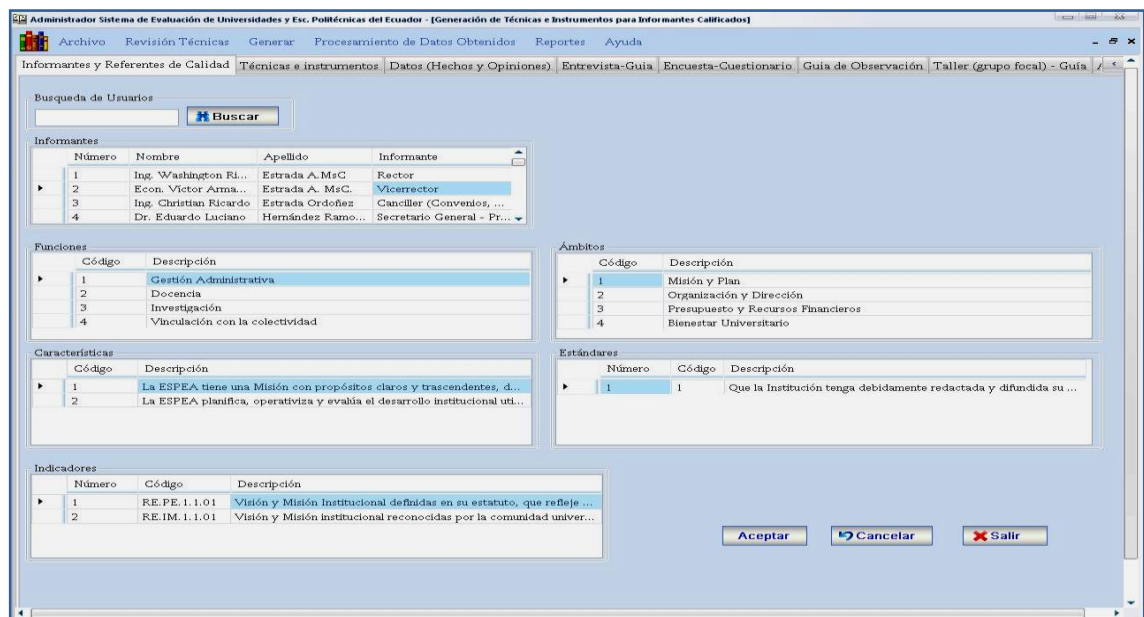 Administrador Sistema de Evaluación de Universidades y Esc. Politécnicas del Ecuador - [Generación de Técnicas e Instrumentos para Informantes Calificados]
Archivo Revisión Técnicas Generar Procesamiento de Datos Obtenidos Reportes Ayuda
Informantes y Referentes de Calidad Técnicas e instrumentos Datos (Hechos y Opiniones) Entrevista-Guia Encuesta-Cuestionario Guia de Observación Taller (grupo focal) - Guía
Busqueda de Usuarios
Buscar
Informantes
Número Nombre Apellido Informante
1 Ing. Washington Ri... Estrada A.MsC Rector
2 Econ. Víctor Arma... Estrada A. MsC. Vicerrector
3 Ing. Christian Ricardo Estrada Ordoñez Canciller (Convenios, ...
4 Dr. Eduardo Luciano Hernández Ramo... Secretario General - Pr...
Funciones
Código Descripción
1 Gestión Administrativa
2 Docencia
3 Investigación
4 Vinculación con la colectividad
Ámbitos
Código Descripción
1 Misión y Plan
2 Organización y Dirección
3 Presupuesto y Recursos Financieros
4 Bienestar Universitario
Características
Código Descripción
1 La ESPEA tiene una Misión con propósitos claros y trascendentes, d...
2 La ESPEA planifica, operativiza y evalúa el desarrollo institucional uti...
Estándares
Número Código Descripción
1 1 Que la Institución tenga debidamente redactada y difundida su ...
Indicadores
Número Código Descripción
1 RE.PE.1.1.01 Visión y Misión Institucional definidas en su estatuto, que refleje ...
2 RE.IM.1.1.01 Visión y Misión institucional reconocidas por la comunidad univer...
Aceptar Cancelar Salir